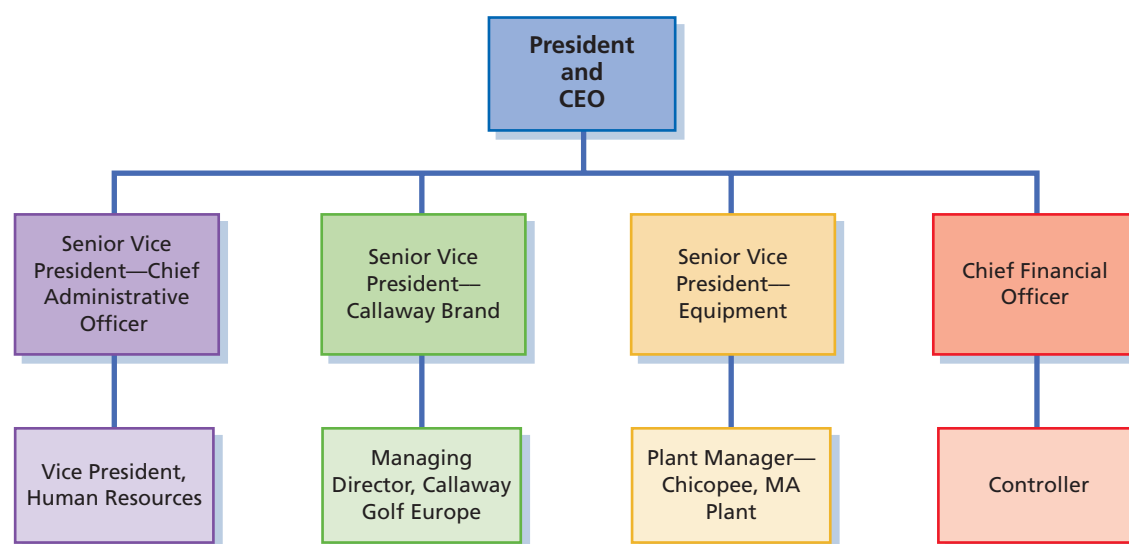 President
and
CEO
Senior Vice
President—Chief
Administrative
Officer
Senior Vice
President—
Callaway Brand
Senior Vice
President—
Equipment
Chief Financial
Officer
Vice President,
Human Resources
Managing
Director, Callaway
Golf Europe
Plant Manager—
Chicopee, MA
Plant
Controller